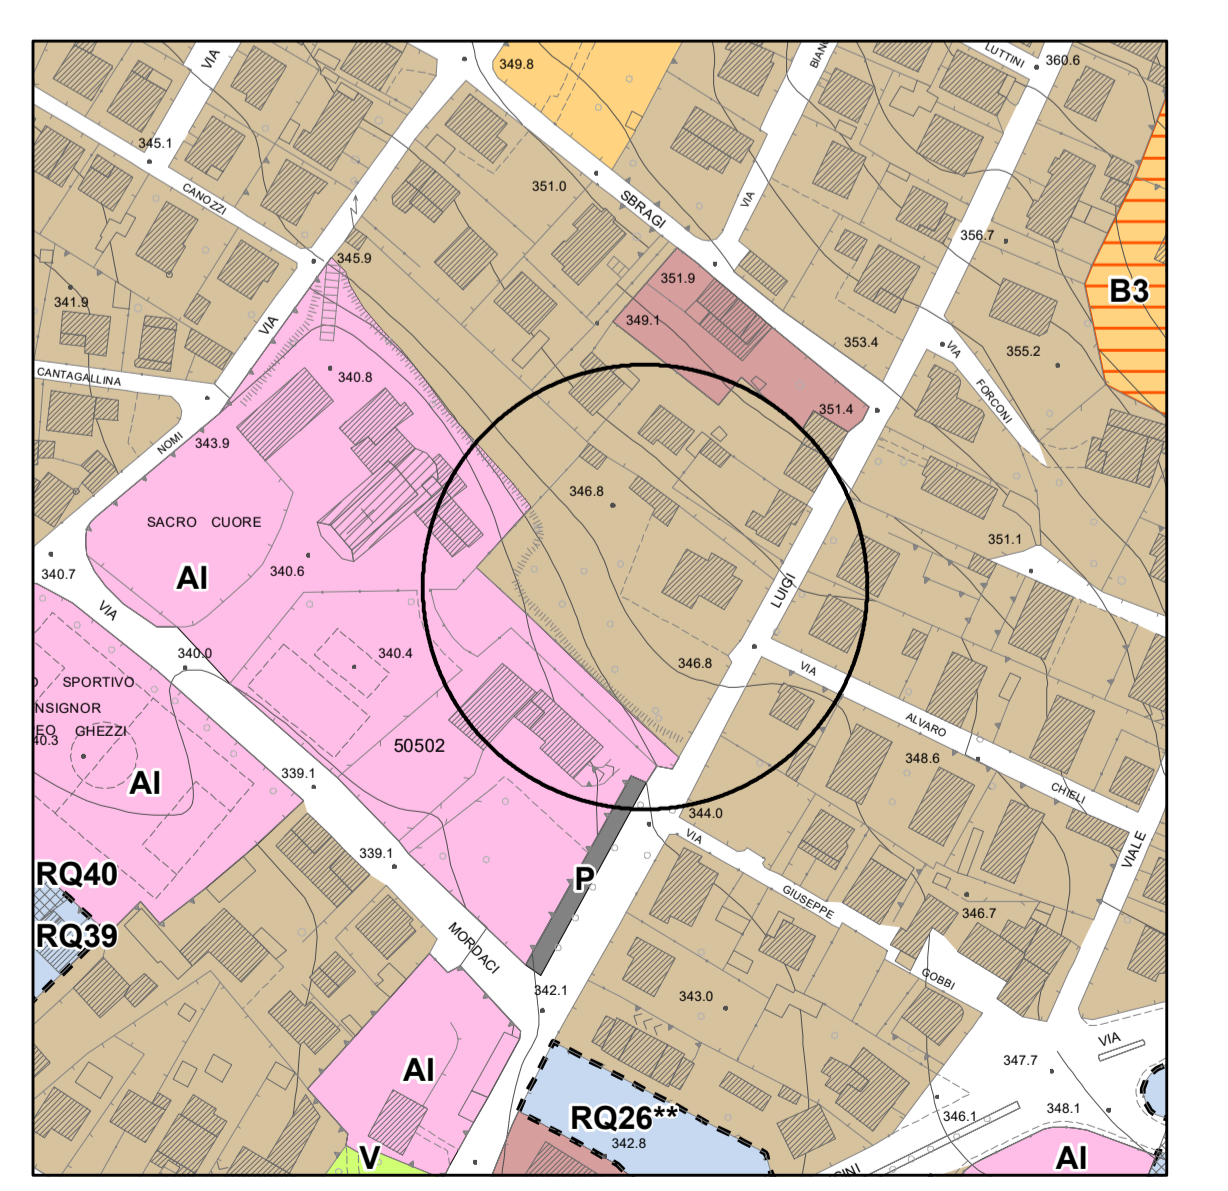 349.8
LUTTINI
360.6
VIA
345.1
CANOZZI
351.0
SBRAGI
VIA
356.7
345.9
351.9
349.1
B3
341.9
VIA
353.4
VIA
355.2
CANTAGALLINA
340.8
FORCONI
351.4
NOMI
343.9
346.8
SACRO CUORE
351.1
AI
340.6
340.7
LUIGI
VIA
340.0
340.4
346.8
VIA
SPORTIVO
NSIGNOR
EO GHEZZI
40.3
50502
ALVARO
348.6
AI
339.1
CHIELI
344.0
VIA
VIALE
339.1
RQ40
P
GIUSEPPE
346.7
RQ39
MORDACI
GOBBI
342.1
343.0
VIA
347.7
AI
348.1
346.1
RQ26**
342.8
V
AI